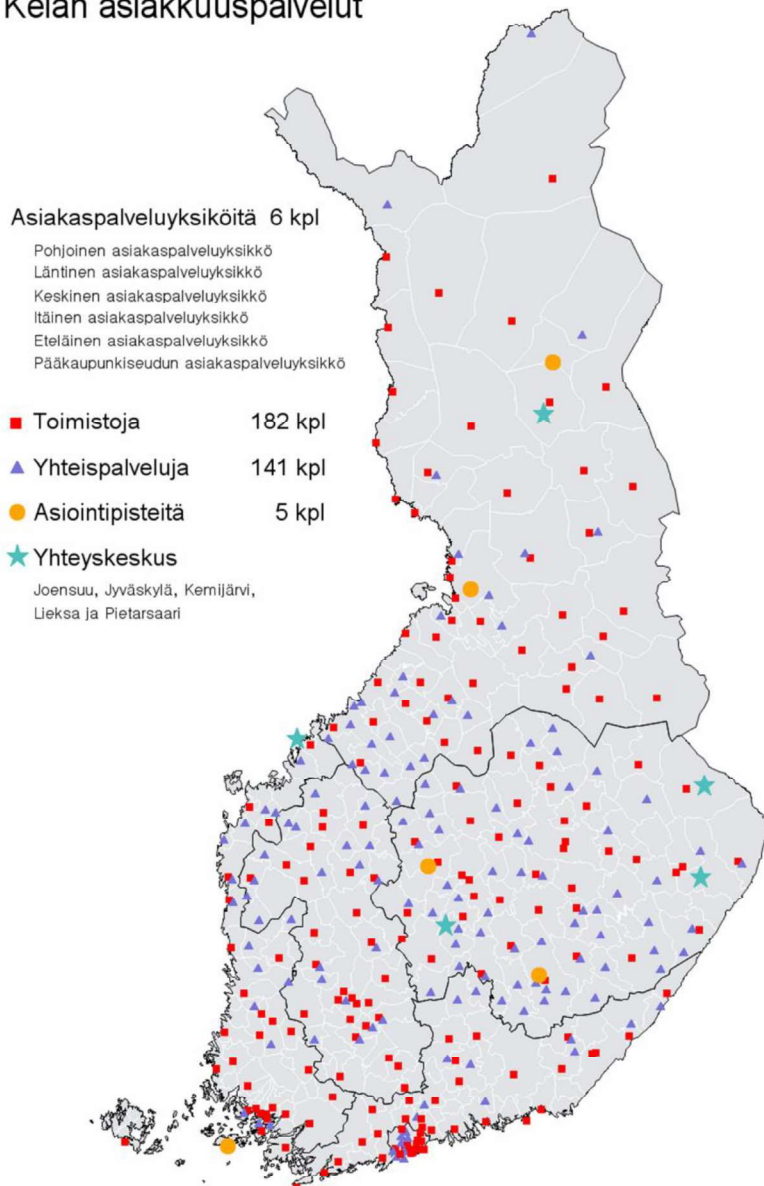 Kelan asiakkuuspalvelut
Asiakaspalveluyksiköitä 6 kpl
Pohjoinen asiakaspalveluyksikkö
Läntinen asiakaspalveluyksikkö
Keskinen asiakaspalveluyksikkö
Itäinen asiakaspalveluyksikkö
Eteläinen asiakaspalveluyksikkö
Pääkaupunkiseudun asiakaspalveluyksikkö
Toimistoja 182 kpl
Yhteispalveluja 141 kpl
Asiointipisteitä 5 kpl
Yhteyskeskus
Joensuu, Jyväskylä, Kemijärvi,
Lieksa ja Pietarsaari